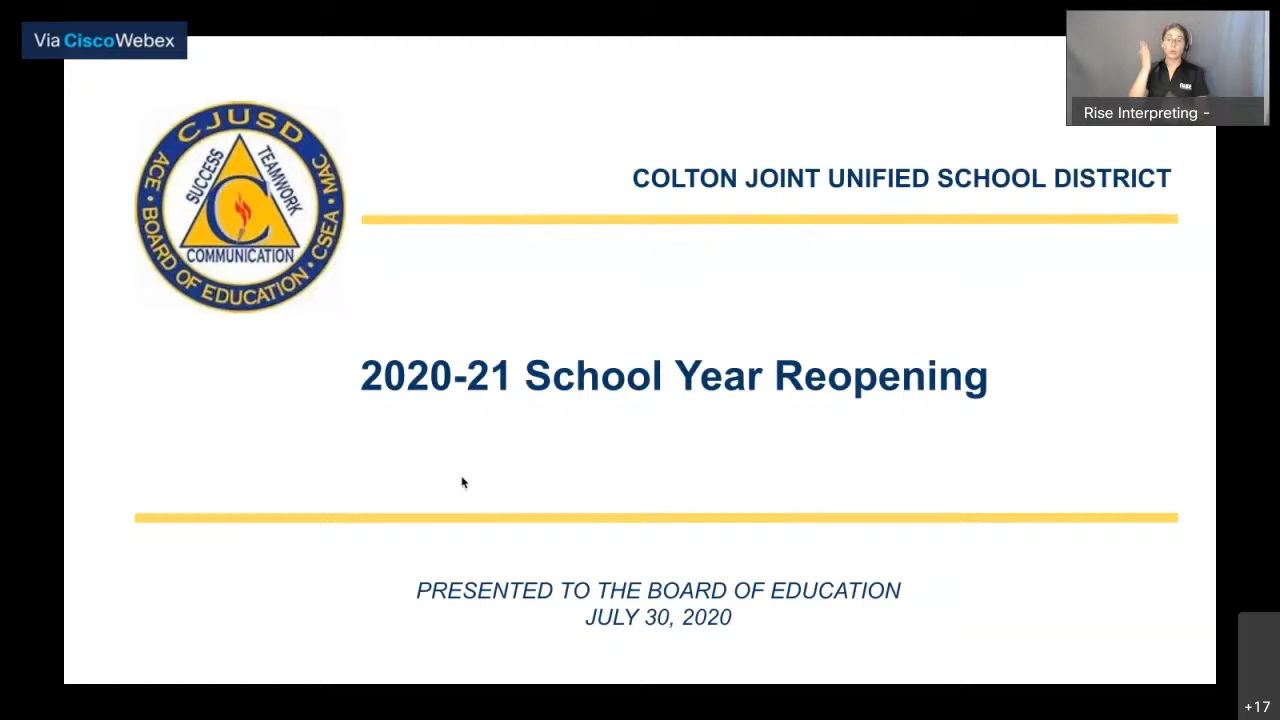 Via CiscoWebex
Rise Interpreting -
RISE
CJUSD
ACE • BOARD OF EDUCATION • CSEA • MAC
SUCCESS
TEAMWORK
C
COMMUNICATION
COLTON JOINT UNIFIED SCHOOL DISTRICT
2020-21 School Year Reopening
PRESENTED TO THE BOARD OF EDUCATION
JULY 30, 2020
+17